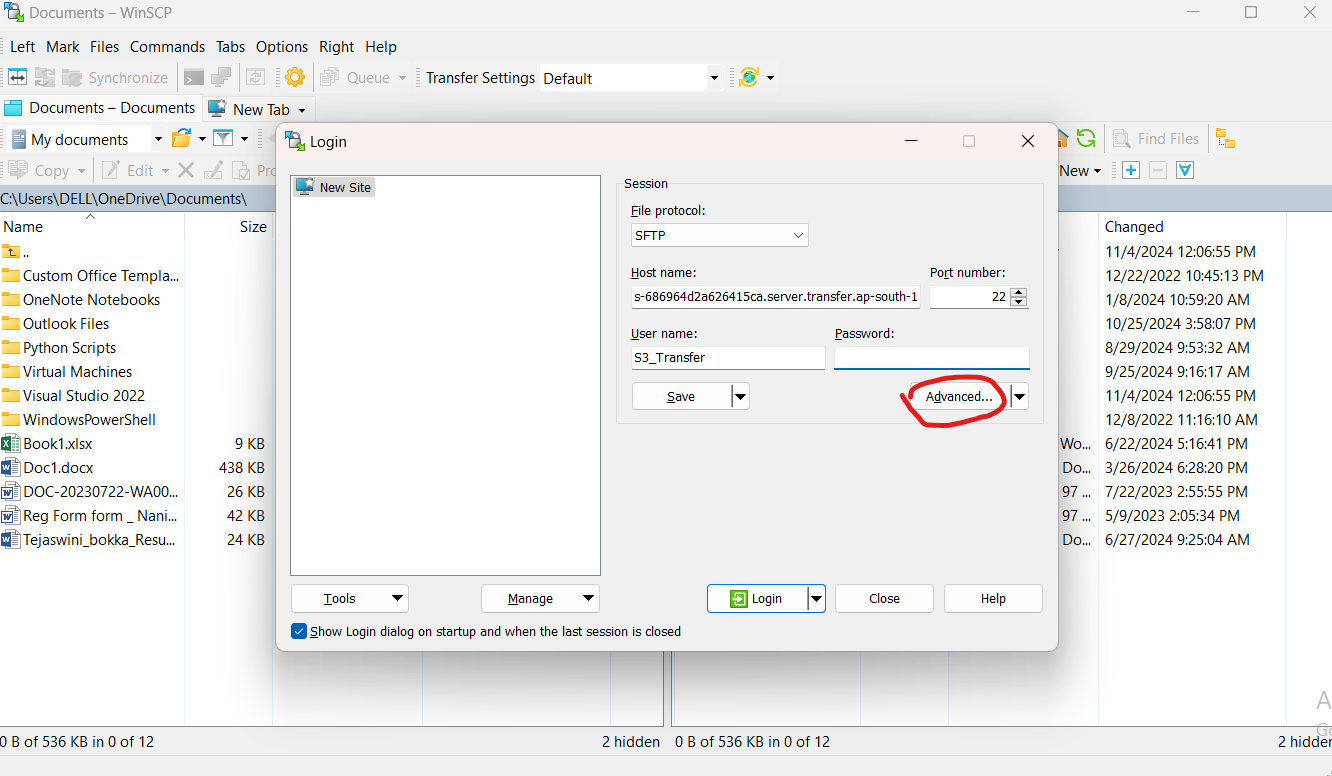 Documents – WinSCP
Left Mark Files Commands Tabs Options Right Help
Synchronize Queue Transfer Settings Default
Documents – Documents New Tab
My documents Find Files
Copy Edit New
C:\Users\DELL\OneDrive\Documents\
Name Size Changed
.. 11/4/2024 12:06:55 PM
Custom Office Templa... 12/22/2022 10:45:13 PM
OneNote Notebooks 1/8/2024 10:59:20 AM
Outlook Files 10/25/2024 3:58:07 PM
Python Scripts 8/29/2024 9:53:32 AM
Virtual Machines 9/25/2024 9:16:17 AM
Visual Studio 2022 11/4/2024 12:06:55 PM
WindowsPowerShell 12/8/2022 11:16:10 AM
Book1.xlsx 9 KB Wo... 6/22/2024 5:16:41 PM
Doc1.docx 438 KB Do... 3/26/2024 6:28:20 PM
DOC-20230722-WA00... 26 KB 97 ... 7/22/2023 2:55:55 PM
Reg Form form _ Nani... 42 KB 97 ... 5/9/2023 2:05:34 PM
Tejaswini_bokka_Resu... 24 KB Do... 6/27/2024 9:25:04 AM
Login
New Site
Session
File protocol:
SFTP
Host name: Port number:
s-686964d2a626415ca.server.transfer.ap-south-1 22
User name: Password:
S3_Transfer
Save Advanced...
Tools Manage Login Close Help
Show Login dialog on startup and when the last session is closed
0 B of 536 KB in 0 of 12 2 hidden 0 B of 536 KB in 0 of 12 2 hidden